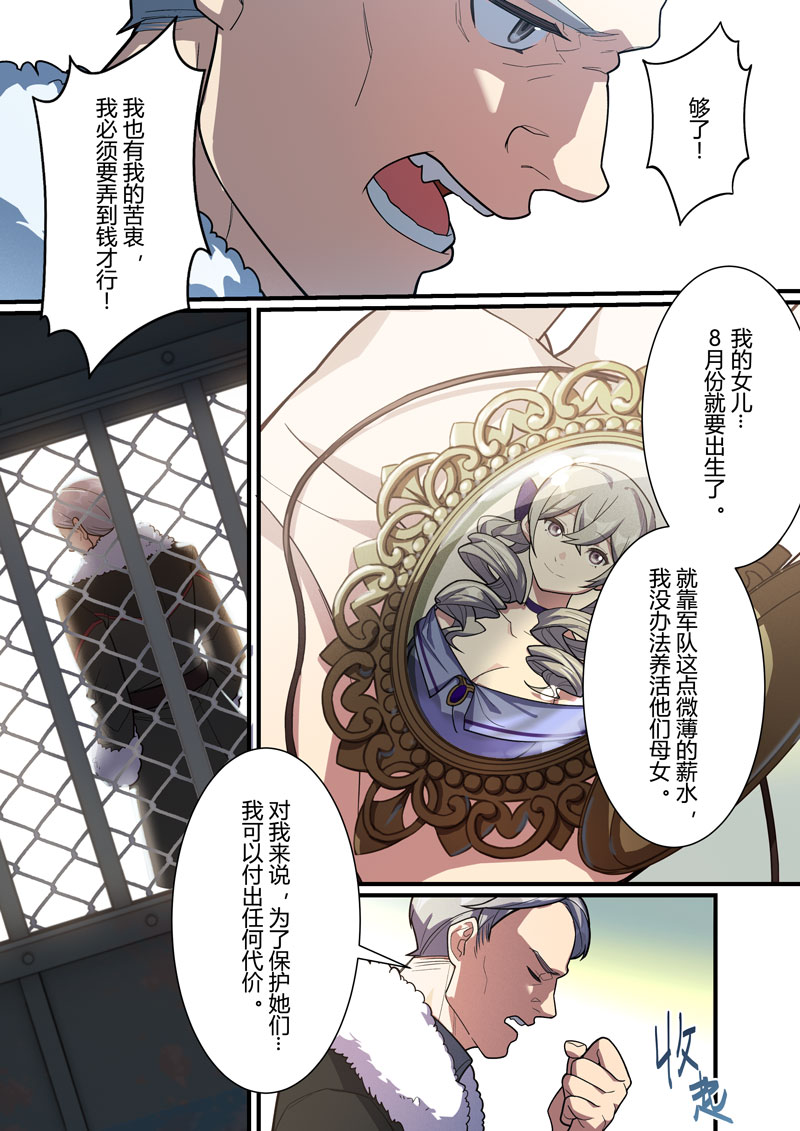 够了！
我也有我的苦衷，
我必须要弄到钱才行！
我的女儿…
8月份就要出生了。
就靠军队这点微薄的薪水，
我没办法养活他们母女。
对我来说，为了保护她们…
我可以付出任何代价。
收起